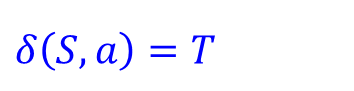 δ(S, a) = T